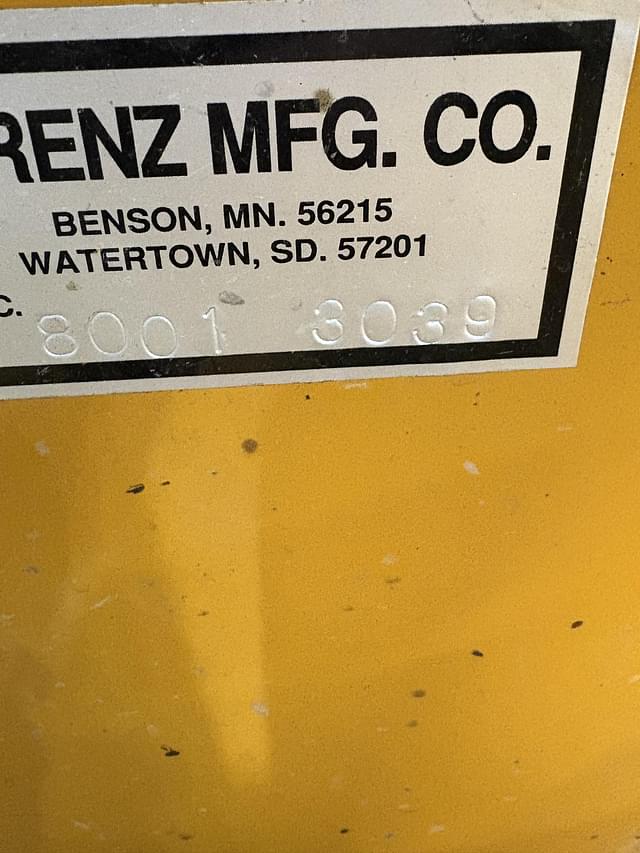 RENZ MFG. CO.
BENSON, MN. 56215
WATERTOWN, SD. 57201
C. 8001 3039